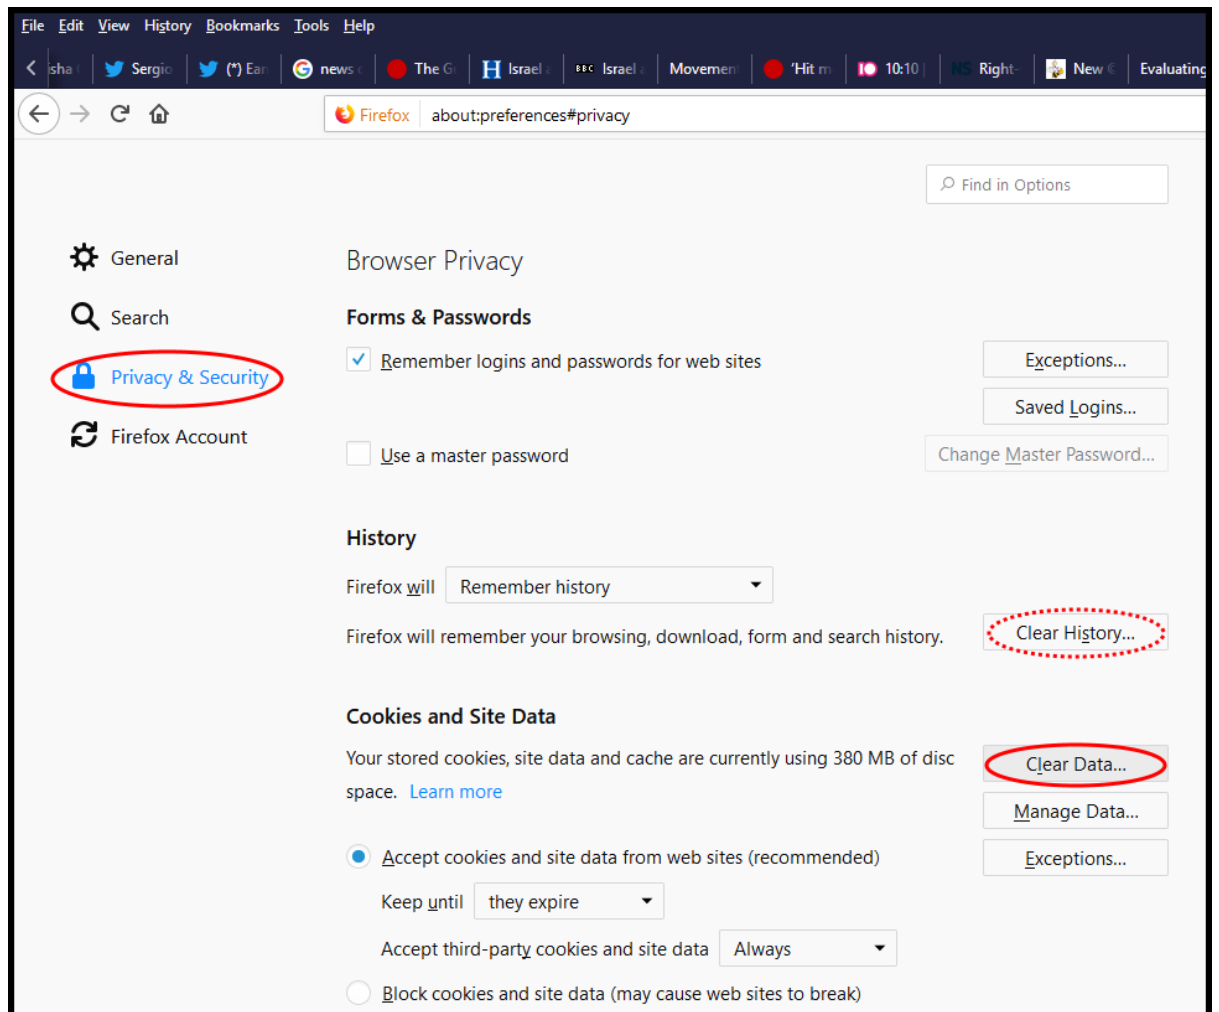 File Edit View History Bookmarks Tools Help
isha Sergio (*) Ean news The G Israel BBC Israel Movemen 'Hit m 10:10 NS Right- New Evaluating
Firefox about:preferences#privacy
Find in Options
General
Search
Privacy & Security
Firefox Account
Browser Privacy
Forms & Passwords
Remember logins and passwords for web sites
Exceptions...
Saved Logins...
Use a master password
Change Master Password...
History
Firefox will Remember history
Firefox will remember your browsing, download, form and search history.
Clear History...
Cookies and Site Data
Your stored cookies, site data and cache are currently using 380 MB of disc
space. Learn more
Clear Data...
Manage Data...
Exceptions...
Accept cookies and site data from web sites (recommended)
Keep until they expire
Accept third-party cookies and site data Always
Block cookies and site data (may cause web sites to break)